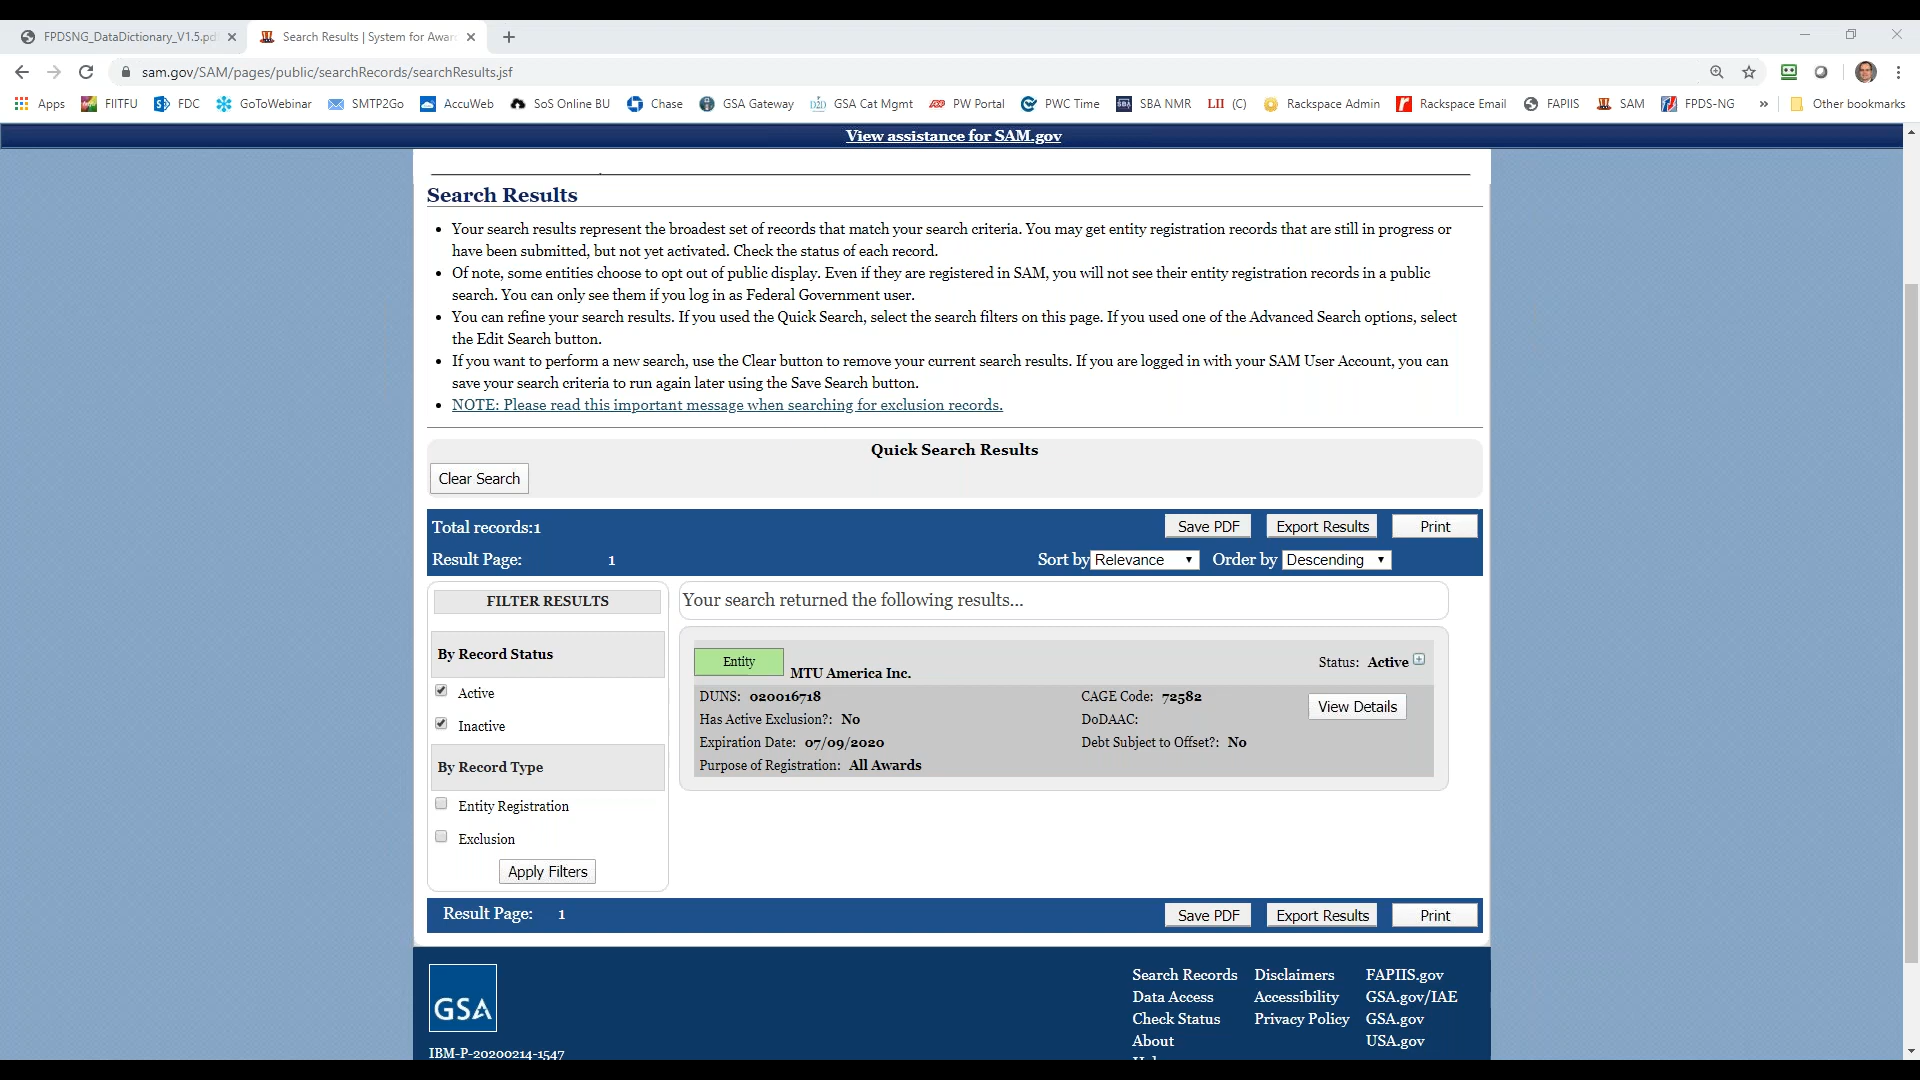 FPDSNG_DataDictionary_V1.5.pd
Search Results | System for Awar
sam.gov/SAM/pages/public/searchRecords/searchResults.jsf
Apps FIITFU FDC GoToWebinar SMTP2Go AccuWeb SoS Online BU Chase GSA Gateway GSA Cat Mgmt PW Portal PWC Time SBA NMR LII (C) Rackspace Admin Rackspace Email FAPIIS SAM FPDS-NG » Other bookmarks
View assistance for SAM.gov
Search Results
Your search results represent the broadest set of records that match your search criteria. You may get entity registration records that are still in progress or
have been submitted, but not yet activated. Check the status of each record.
Of note, some entities choose to opt out of public display. Even if they are registered in SAM, you will not see their entity registration records in a public
search. You can only see them if you log in as Federal Government user.
You can refine your search results. If you used the Quick Search, select the search filters on this page. If you used one of the Advanced Search options, select
the Edit Search button.
If you want to perform a new search, use the Clear button to remove your current search results. If you are logged in with your SAM User Account, you can
save your search criteria to run again later using the Save Search button.
NOTE: Please read this important message when searching for exclusion records.
Quick Search Results
Clear Search
Total records:1 Save PDF Export Results Print
Result Page: 1 Sort by Relevance Order by Descending
FILTER RESULTS
By Record Status
Active
Inactive
By Record Type
Entity Registration
Exclusion
Apply Filters
Your search returned the following results...
Entity MTU America Inc. Status: Active
DUNS: 020016718 CAGE Code: 72582 View Details
Has Active Exclusion?: No DoDAAC:
Expiration Date: 07/09/2020 Debt Subject to Offset?: No
Purpose of Registration: All Awards
Result Page: 1 Save PDF Export Results Print
GSA
IBM-P-20200214-1547
Search Records Disclaimers FAPIIS.gov
Data Access Accessibility GSA.gov/IAE
Check Status Privacy Policy GSA.gov
About USA.gov